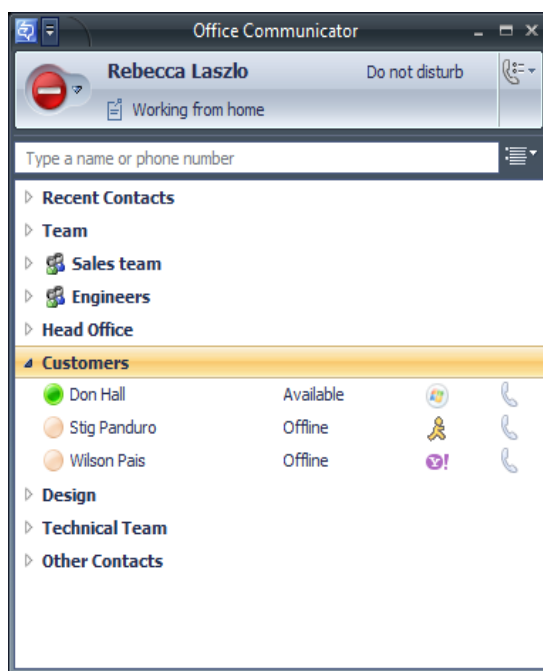 Office Communicator
Rebecca Laszlo Do not disturb
Working from home
Type a name or phone number
Recent Contacts
Team
Sales team
Engineers
Head Office
Customers
Don Hall Available
Stig Panduro Offline
Wilson Pais Offline Y!
Design
Technical Team
Other Contacts